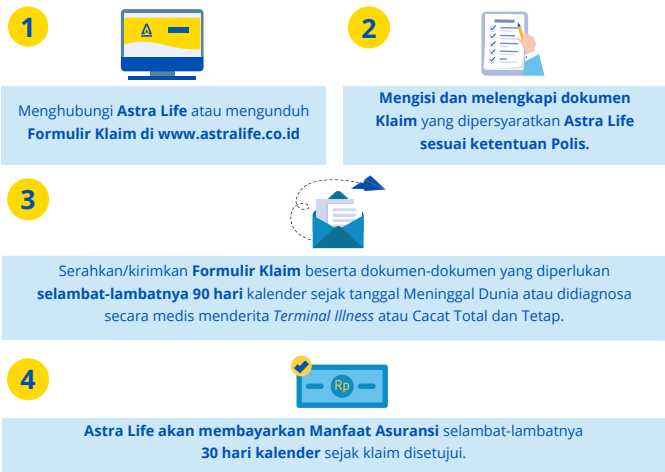 1
Menghubungi Astra Life atau mengunduh
Formulir Klaim di www.astralife.co.id
2
Mengisi dan melengkapi dokumen
Klaim yang dipersyaratkan Astra Life
sesuai ketentuan Polis.
3
Serahkan/kirimkan Formulir Klaim beserta dokumen-dokumen yang diperlukan
selambat-lambatnya 90 hari kalender sejak tanggal Meninggal Dunia atau didiagnosa
secara medis menderita Terminal Illness atau Cacat Total dan Tetap.
4
Rp
Astra Life akan membayarkan Manfaat Asuransi selambat-lambatnya
30 hari kalender sejak klaim disetujui.